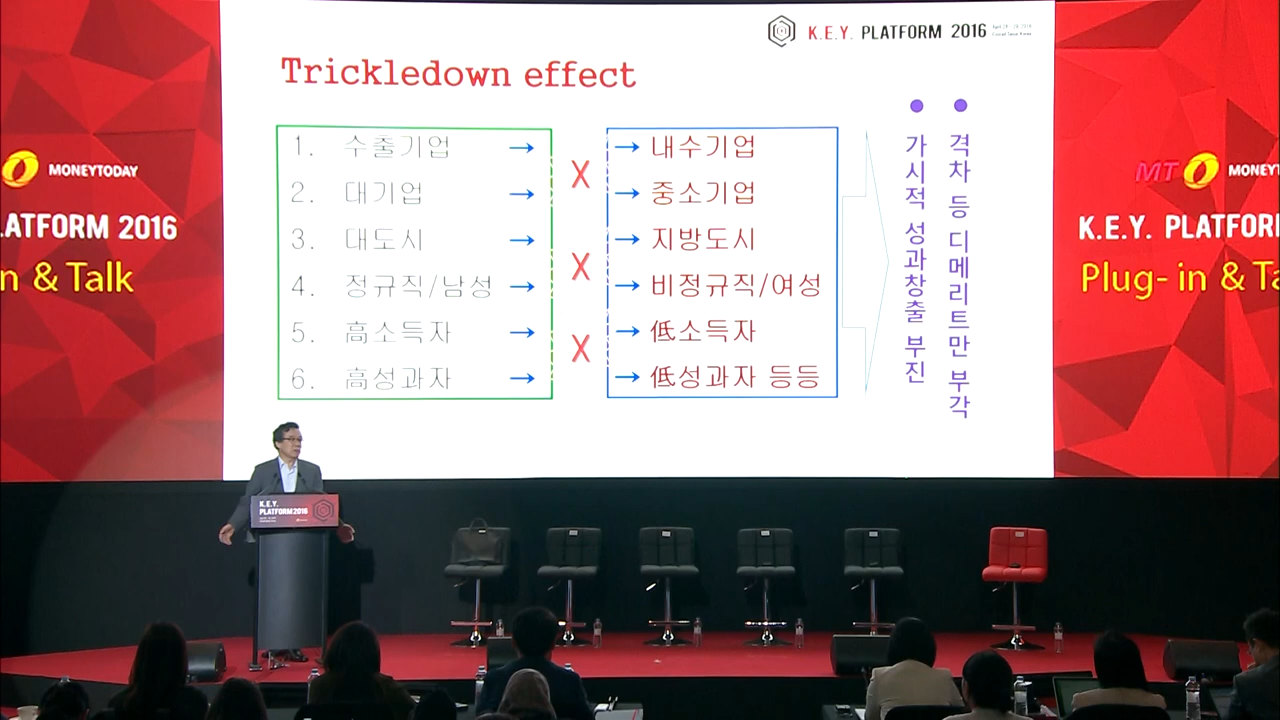 K.E.Y. PLATFORM 2016
Trickledown effect
1. 수출기업 → X → 내수기업
2. 대기업 → → 중소기업
3. 대도시 → X → 지방도시
4. 정규직/남성 → → 비정규직/여성
5. 高소득자 → X → 低소득자
6. 高성과자 → → 低성과자 등등
● 격차 등 디메리트만 부각
● 가시적 성과창출 부진
MONEYTODAY
LATFORM 2016
n & Talk
MT MONEY
K.E.Y. PLATFOR
Plug-in & Ta
K.E.Y.
PLATFORM 2016